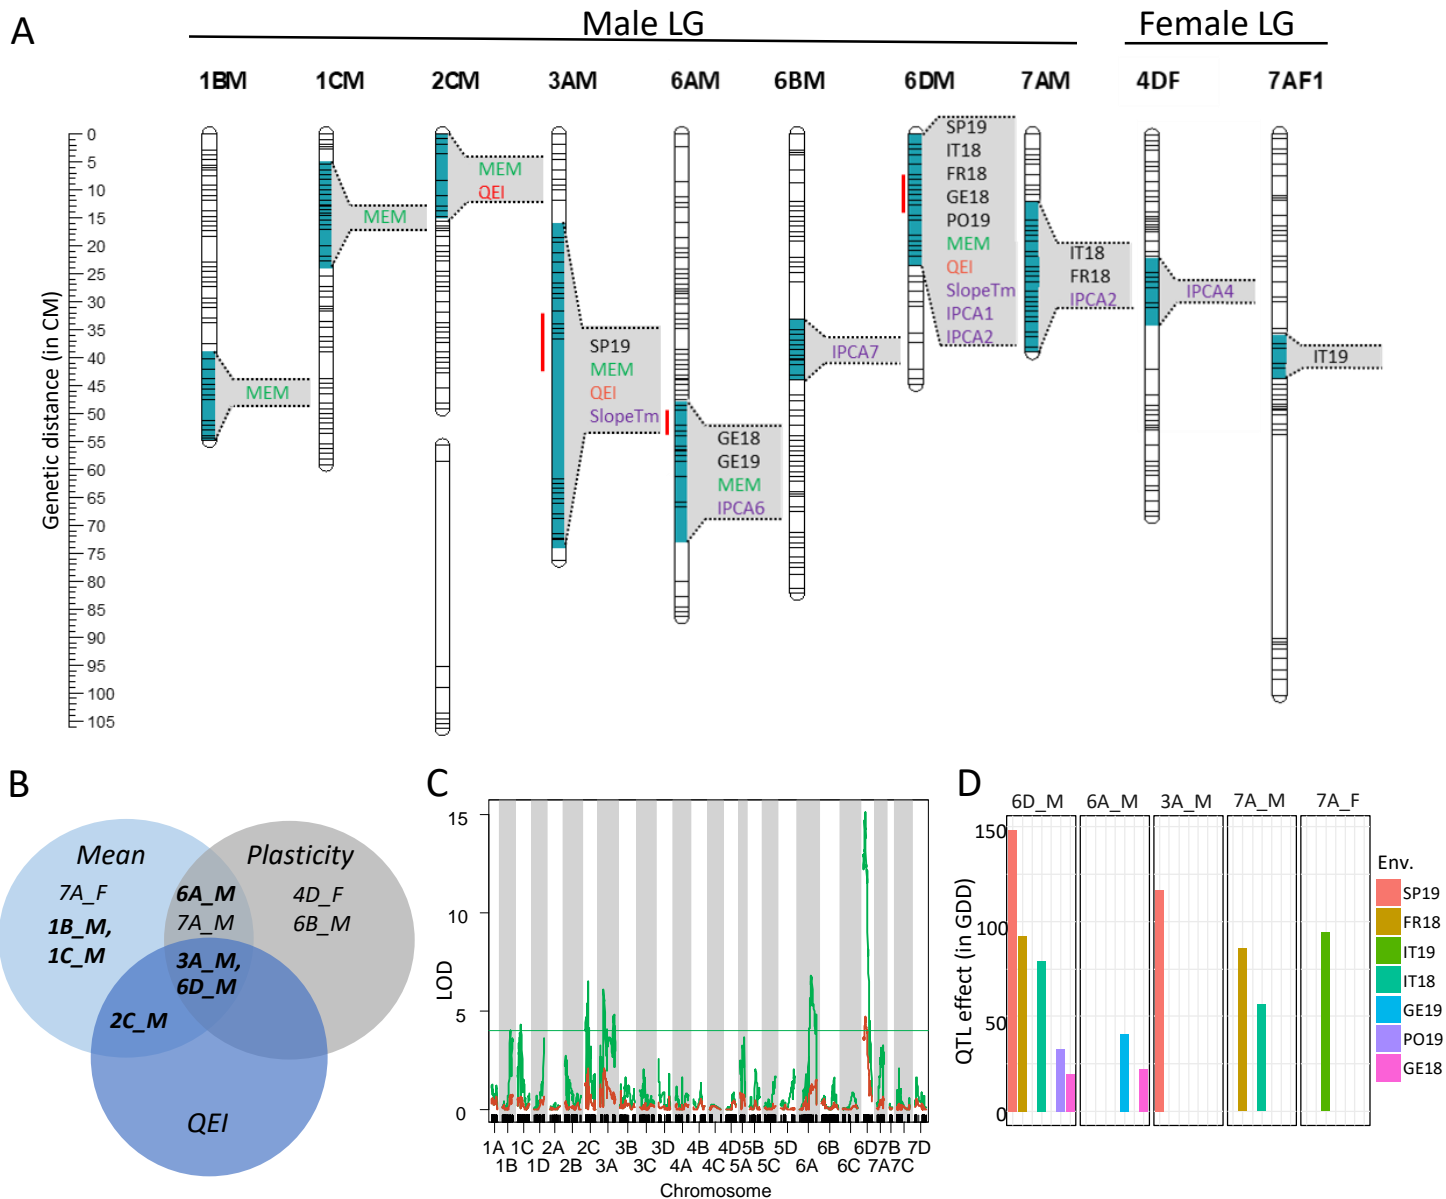 A
Male LG
Female LG
1BM 1CM 2CM 3AM 6AM 6BM 6DM 7AM 4DF 7AF1
Genetic distance (in CM)
0
5
10
15
20
25
30
35
40
45
50
55
60
65
70
75
80
85
90
95
100
105
MEM
MEM
MEM
QEI
SP19
MEM
QEI
SlopeTm
GE18
GE19
MEM
IPCA6
IPCA7
SP19
IT18
FR18
GE18
PO19
MEM
QEI
SlopeTm
IPCA1
IPCA2
IT18
FR18
IPCA2
IPCA4
IT19
B
Mean
Plasticity
7A_F
1B_M,
1C_M
6A_M
7A_M
4D_F
6B_M
3A_M,
6D_M
2C_M
QEI
C
LOD
15
10
5
0
1A 1C 2A 2C 3B 3D 4B 4D 5B 5D 6B 6D 7B 7D
1B 1D 2B 3A 3C 4A 4C 5A 5C 6A 6C 7A 7C
Chromosome
D
6D_M 6A_M 3A_M 7A_M 7A_F
QTL effect (in GDD)
150
100
50
0
Env.
SP19
FR18
IT19
IT18
GE19
PO19
GE18